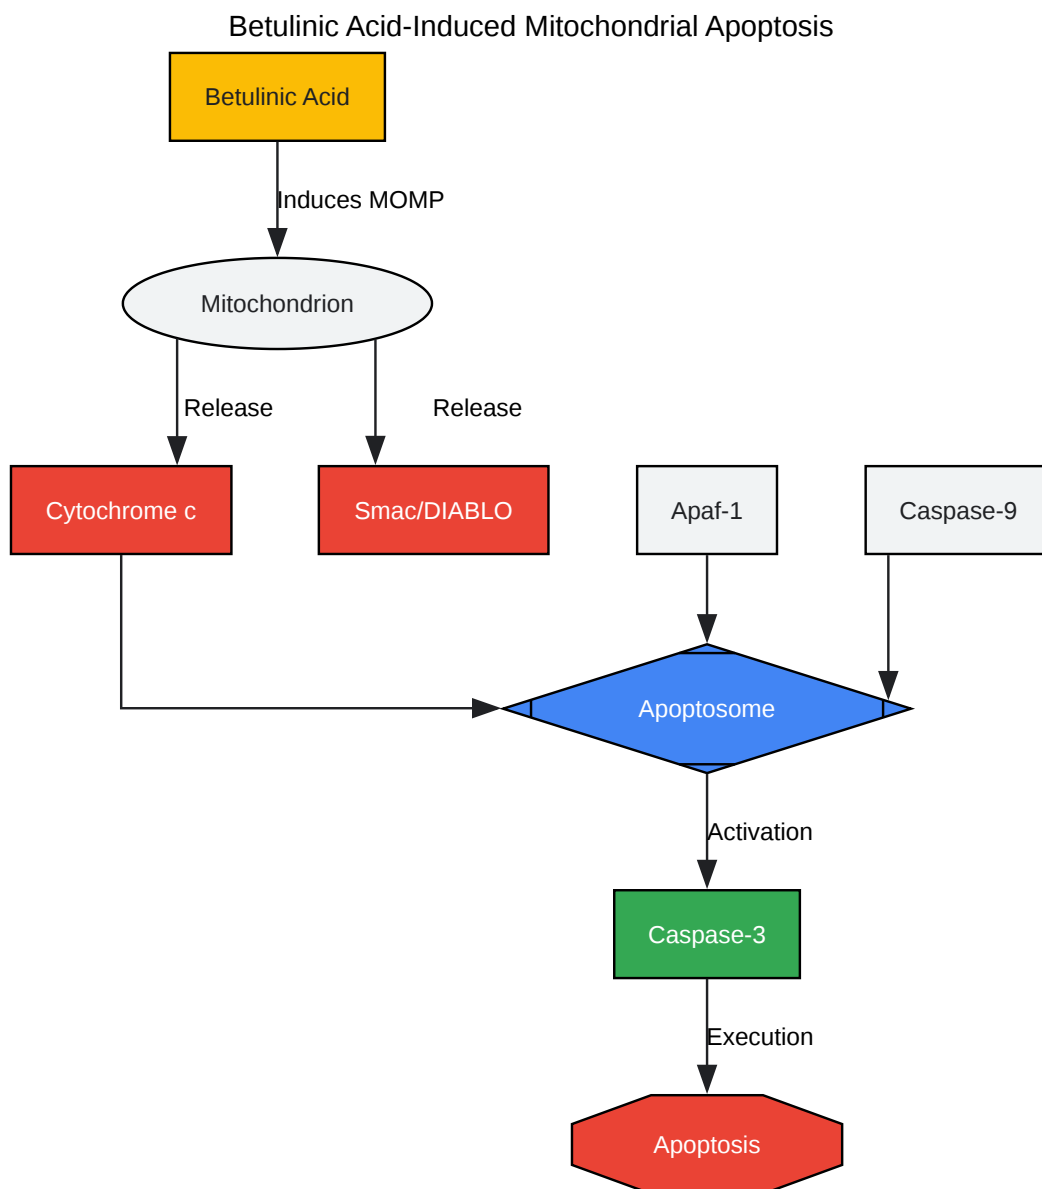 Betulinic Acid-Induced Mitochondrial Apoptosis
Betulinic Acid
Induces MOMP
Mitochondrion
Release
Release
Cytochrome c
Smac/DIABLO
Apaf-1
Caspase-9
Apoptosome
Activation
Caspase-3
Execution
Apoptosis